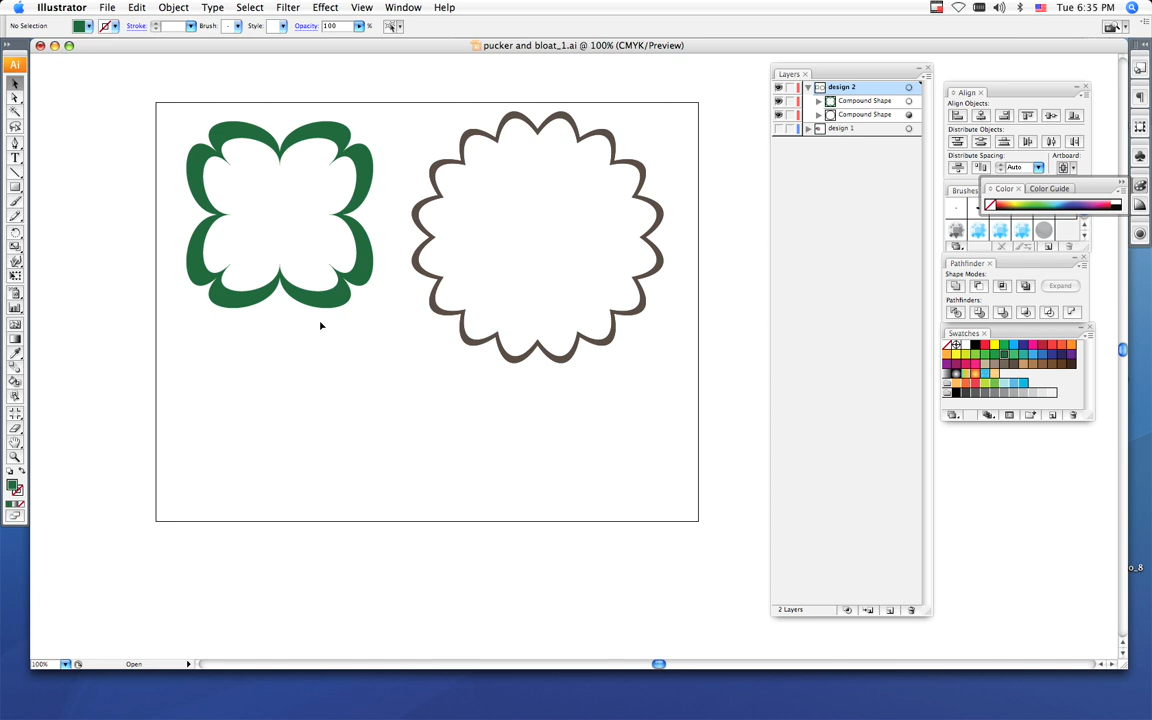 Illustrator File Edit Object Type Select Filter Effect View Window Help Tue 6:35 PM
No Selection Stroke: Brush: Style: Opacity: 100 %
pucker and bloat_1.ai @ 100% (CMYK/Preview)
Ai
Layers
design 2
Compound Shape
Compound Shape
design 1
2 Layers
Align
Align Objects:
Distribute Objects:
Distribute Spacing: Artboard:
Auto
Color Color Guide
Brushes
Pathfinder
Shape Modes:
Expand
Pathfinders:
Swatches
o_8
100% Open